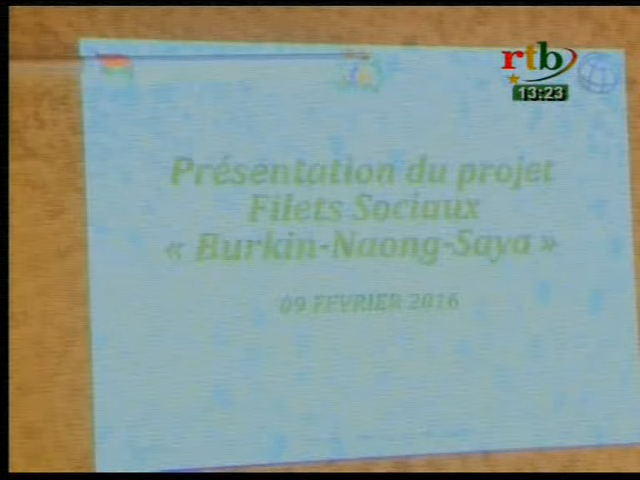 rtb
13:23
Présentation du projet
Filets Sociaux
« Burkin-Naong-Saya »
09 FEVRIER 2016